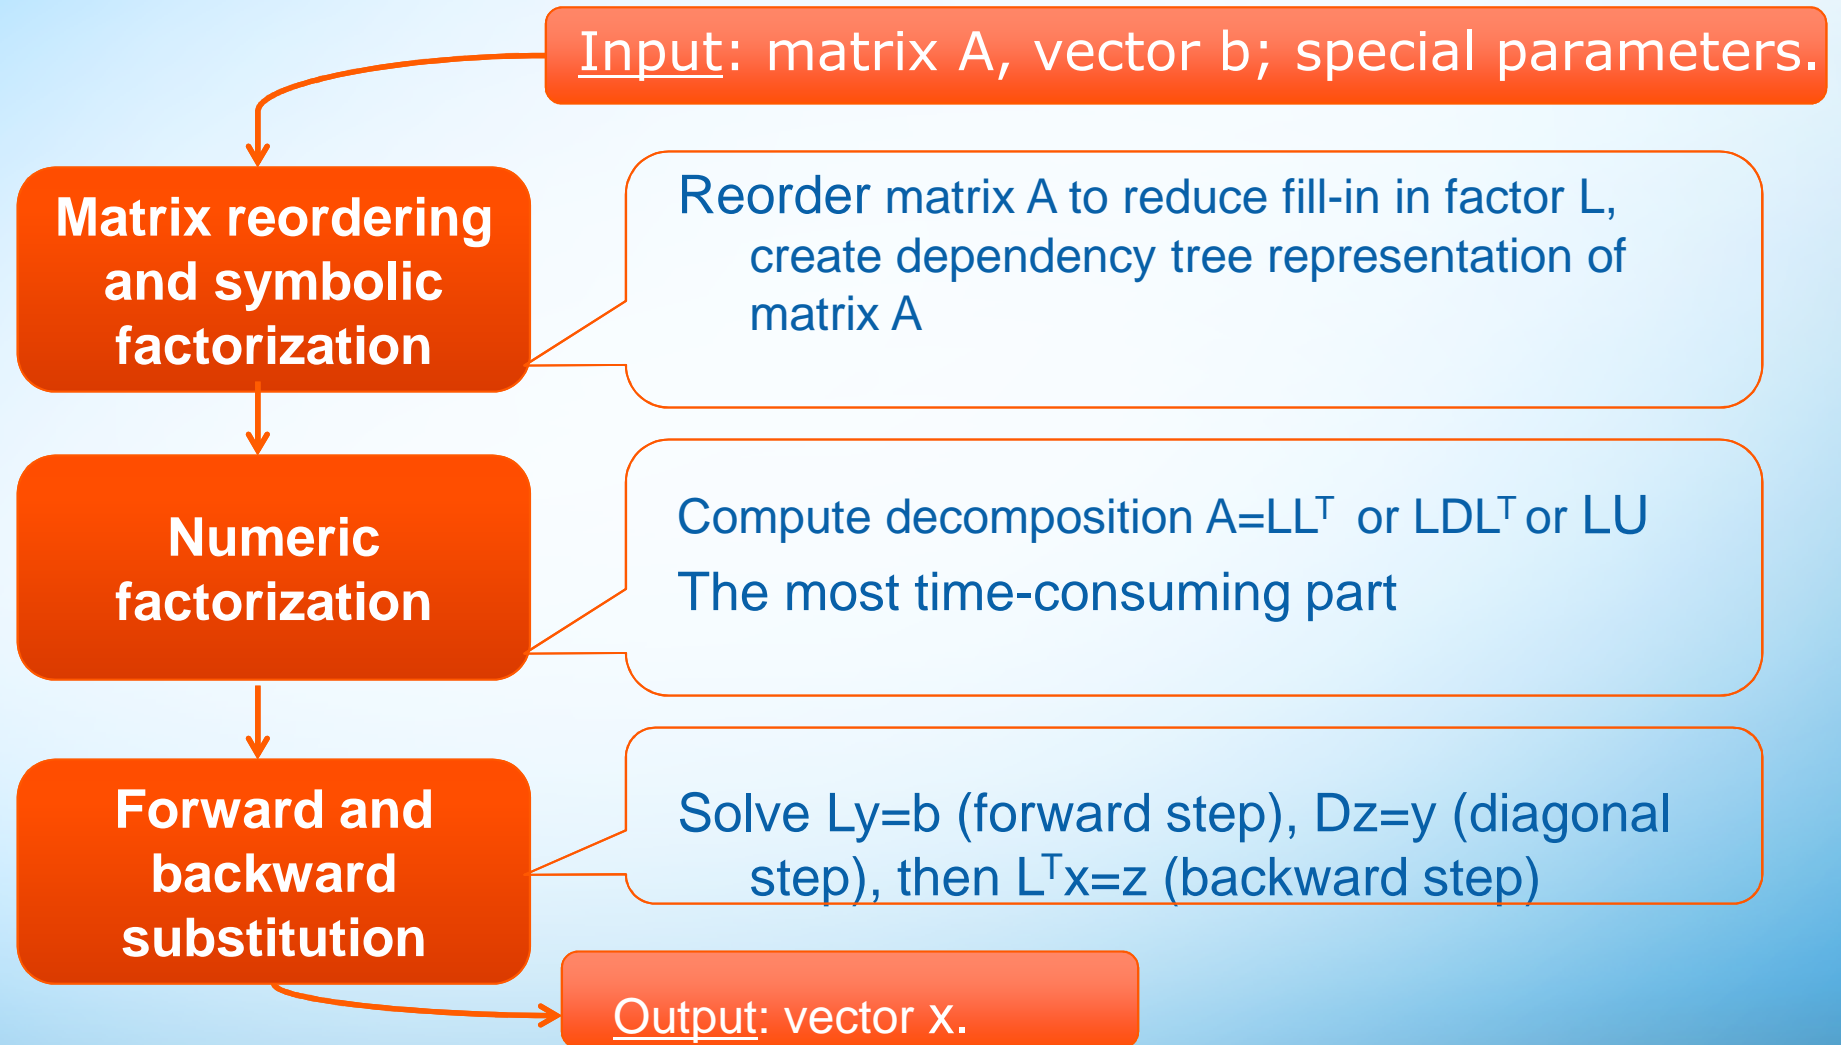 Input: matrix A, vector b; special parameters.
Matrix reordering
and symbolic
factorization
Reorder matrix A to reduce fill-in in factor L,
create dependency tree representation of
matrix A
Numeric
factorization
Compute decomposition A=LLᵀ or LDLᵀ or LU
The most time-consuming part
Forward and
backward
substitution
Solve Ly=b (forward step), Dz=y (diagonal
step), then Lᵀx=z (backward step)
Output: vector x.